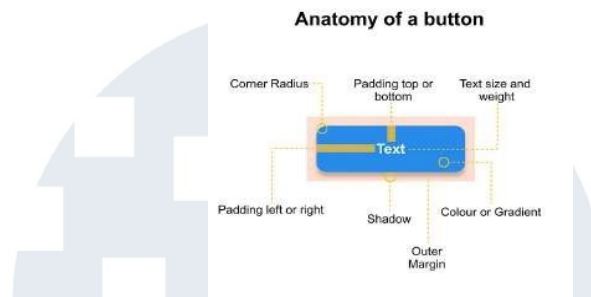 Anatomy of a button
Corner Radius
Padding top or
bottom
Text size and
weight
Text
Padding left or right
Shadow
Colour or Gradient
Outer
Margin